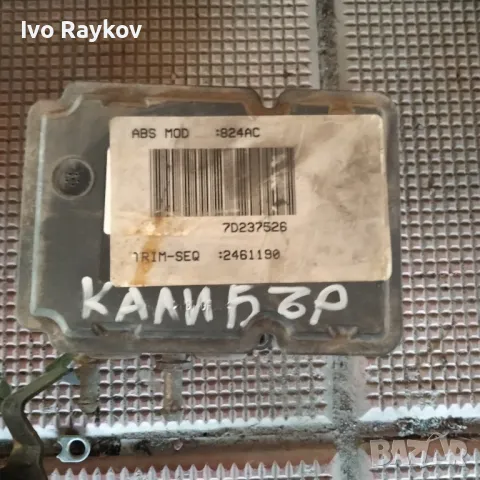 Ivo Raykov
ABS MOD :824AC
7D237526
TRIM-SEQ :2461190
КАЛИБЪР
BAZAR